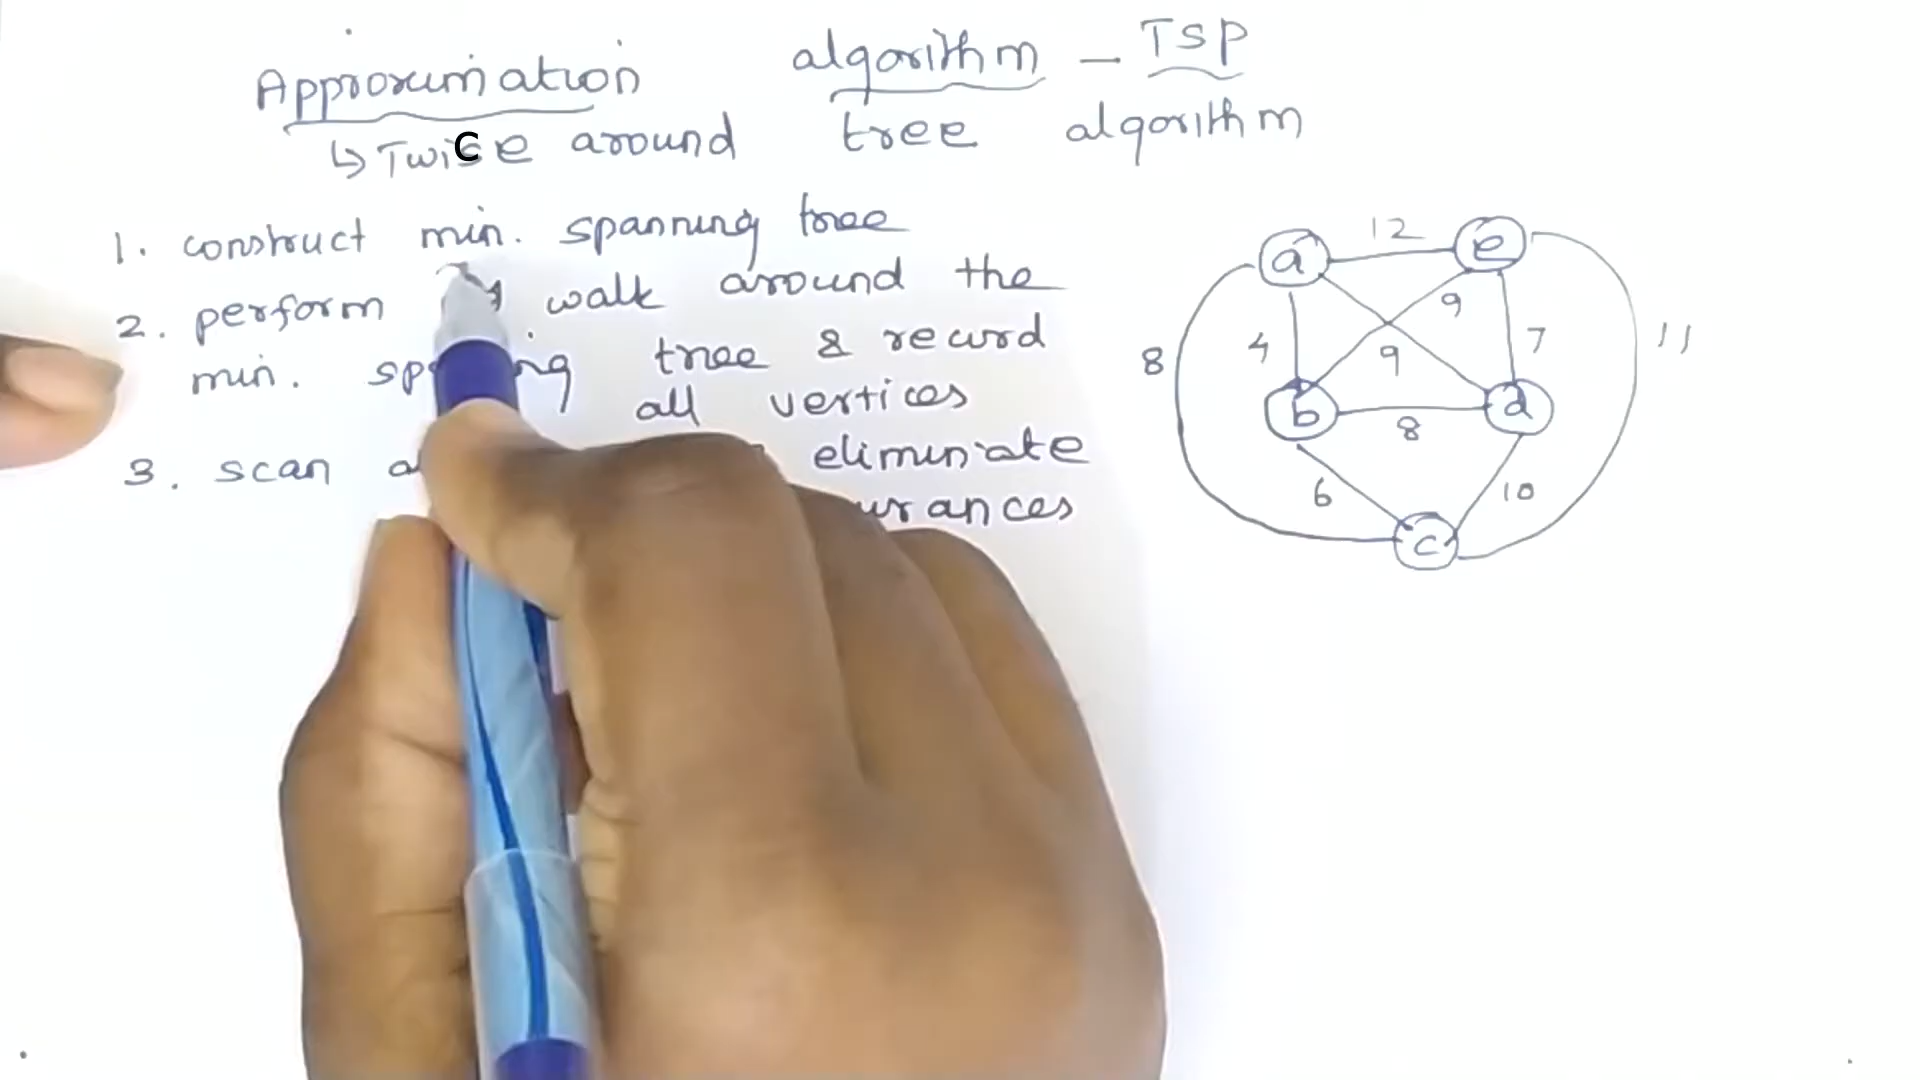 Approximation algorithm - TSP
↳ Twice around tree algorithm
1. construct min. spanning tree
2. perform walk around the
min. tree & record
all vertices
3. scan eliminate
a 12 e
9
4 9 7 11
8
b 8 d
6 10
c